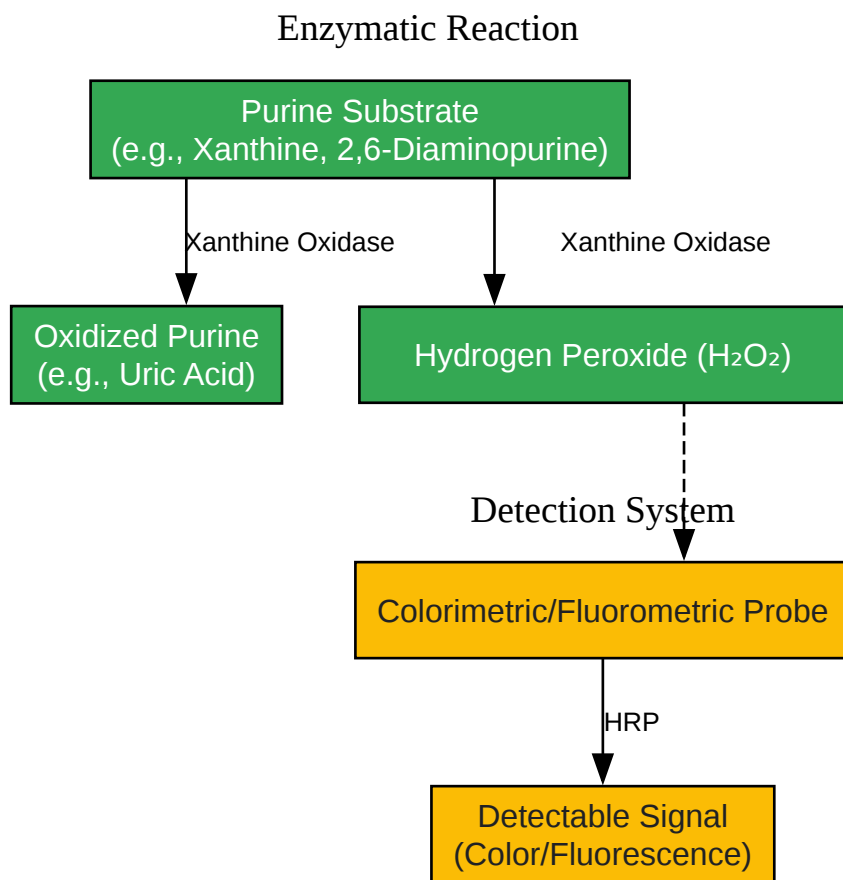 Enzymatic Reaction
Purine Substrate
(e.g., Xanthine, 2,6-Diaminopurine)
Xanthine Oxidase
Xanthine Oxidase
Oxidized Purine
(e.g., Uric Acid)
Hydrogen Peroxide (H₂O₂)
Detection System
Colorimetric/Fluorometric Probe
HRP
Detectable Signal
(Color/Fluorescence)